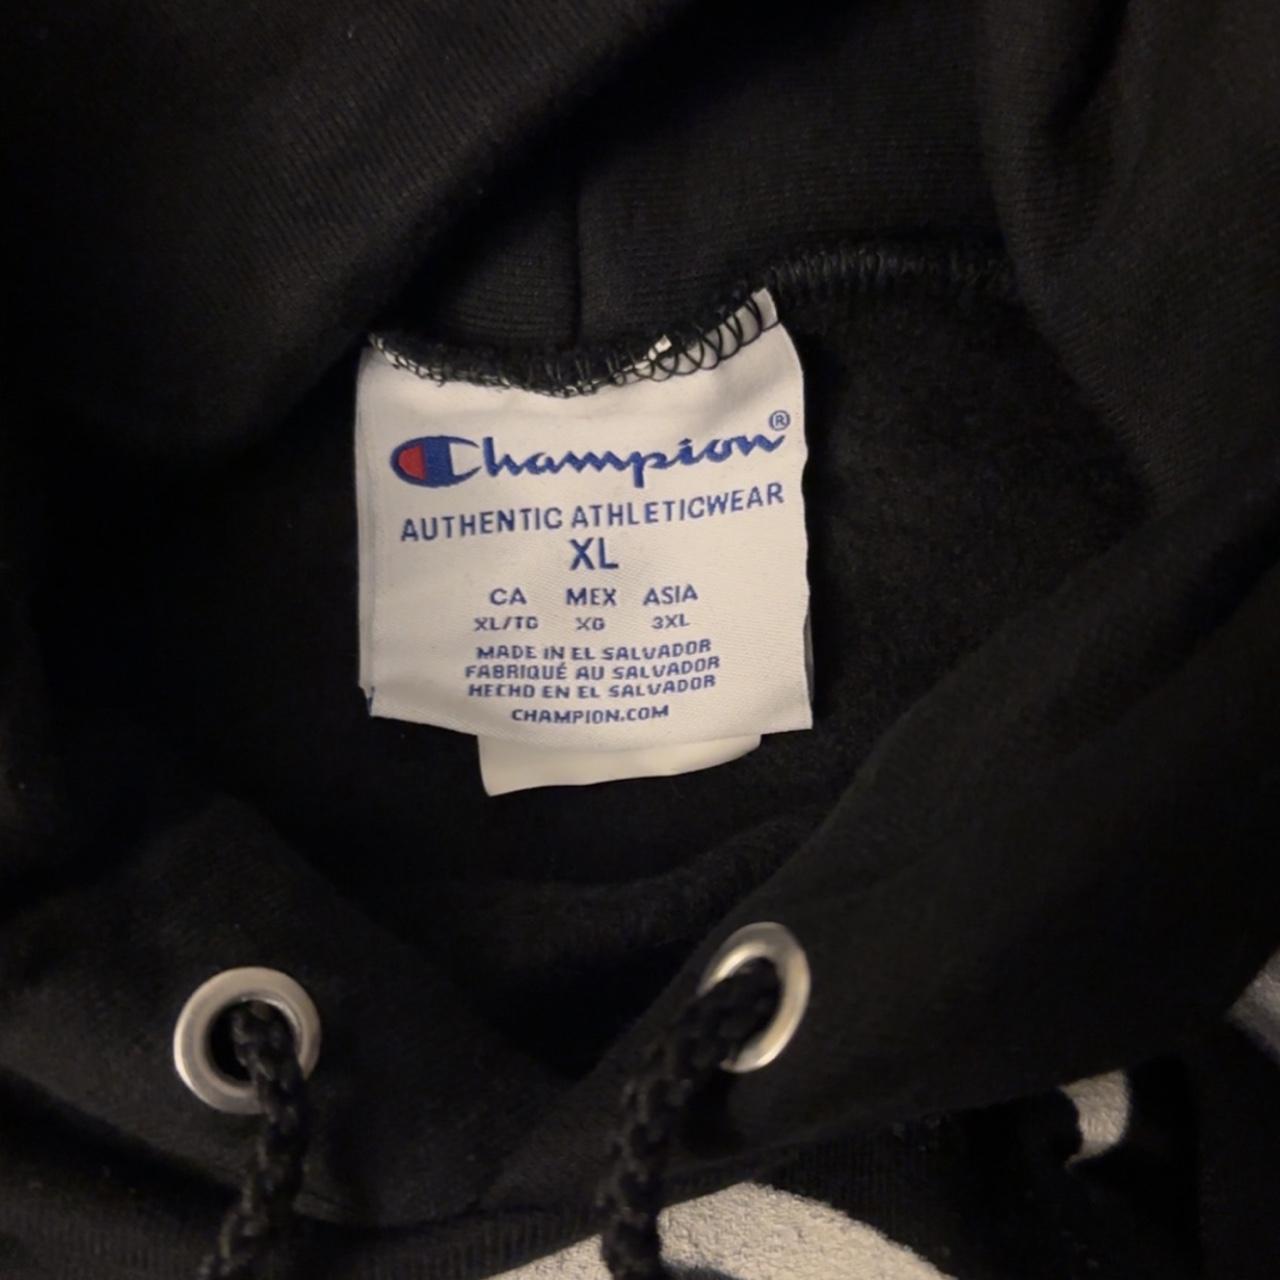 Champion®
AUTHENTIC ATHLETICWEAR
XL
CA MEX ASIA
XL/TG XG 3XL
MADE IN EL SALVADOR
FABRIQUÉ AU SALVADOR
HECHO EN EL SALVADOR
CHAMPION.COM